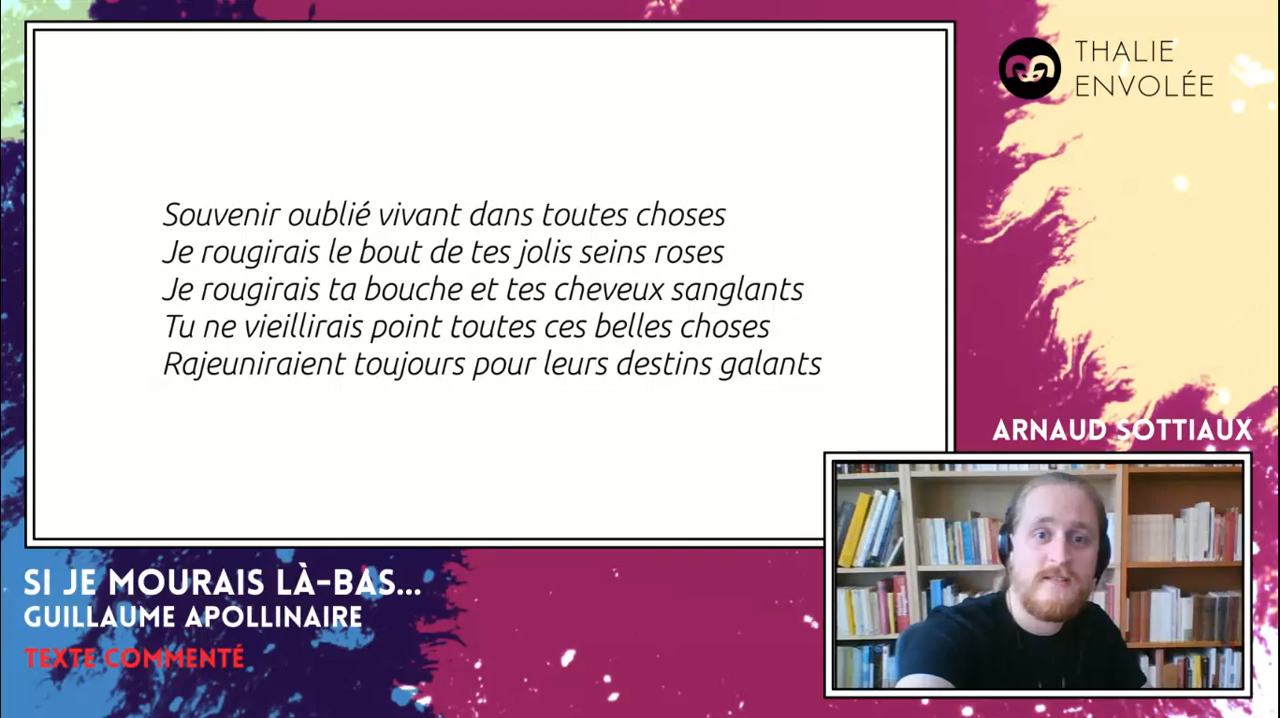 THALIE
ENVOLÉE
Souvenir oublié vivant dans toutes choses
Je rougirais le bout de tes jolis seins roses
Je rougirais ta bouche et tes cheveux sanglants
Tu ne vieillirais point toutes ces belles choses
Rajeuniraient toujours pour leurs destins galants
ARNAUD SOTTIAUX
SI JE MOURAIS LÀ-BAS...
GUILLAUME APOLLINAIRE
TEXTE COMMENTÉ